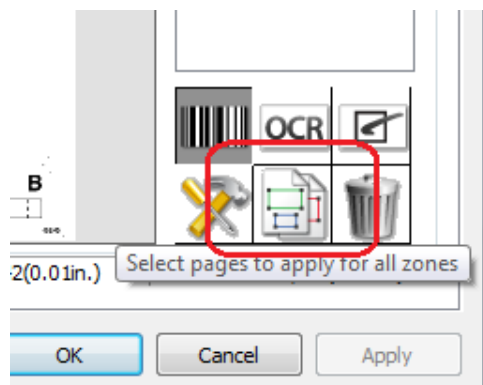 OCR
B
-2(0.01in.)
Select pages to apply for all zones
OK
Cancel
Apply